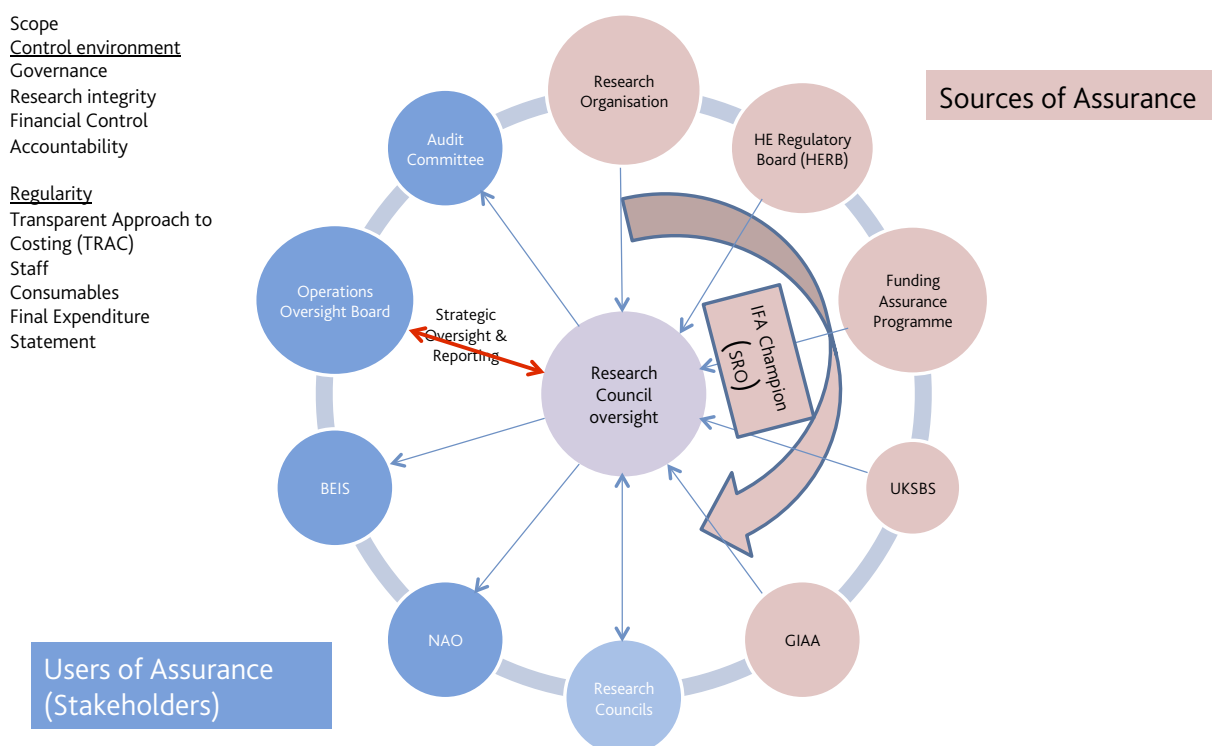 Scope
Control environment
Governance
Research integrity
Financial Control
Accountability
Regularity
Transparent Approach to
Costing (TRAC)
Staff
Consumables
Final Expenditure
Statement
Research
Organisation
HE Regulatory
Board (HERB)
Funding
Assurance
Programme
UKSBS
GIAA
Research
Councils
NAO
BEIS
Operations
Oversight Board
Audit
Committee
Strategic
Oversight &
Reporting
Research
Council
oversight
IFA Champion
(SRO)
Sources of Assurance
Users of Assurance
(Stakeholders)